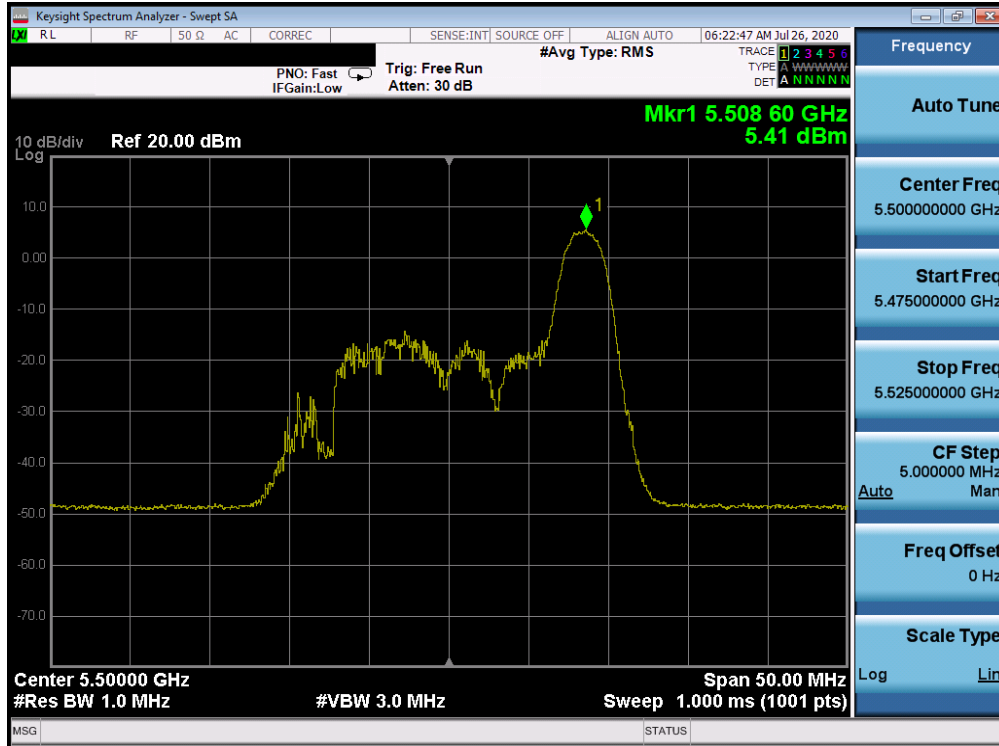 Keysight Spectrum Analyzer - Swept SA
LXI RL RF 50 Ω AC CORREC SENSE:INT SOURCE OFF ALIGN AUTO 06:22:47 AM Jul 26, 2020
#Avg Type: RMS
TRACE 1 2 3 4 5 6
PNO: Fast Trig: Free Run
TYPE A WWWWW
IFGain:Low Atten: 30 dB
DET A N N N N N
Mkr1 5.508 60 GHz
5.41 dBm
10 dB/div Ref 20.00 dBm
Log
1
10.0
0.00
-10.0
-20.0
-30.0
-40.0
-50.0
-60.0
-70.0
Center 5.50000 GHz Span 50.00 MHz
#Res BW 1.0 MHz #VBW 3.0 MHz Sweep 1.000 ms (1001 pts)
MSG STATUS
Frequency
Auto Tune
Center Freq
5.500000000 GHz
Start Freq
5.475000000 GHz
Stop Freq
5.525000000 GHz
CF Step
5.000000 MHz
Auto Man
Freq Offset
0 Hz
Scale Type
Log Lin